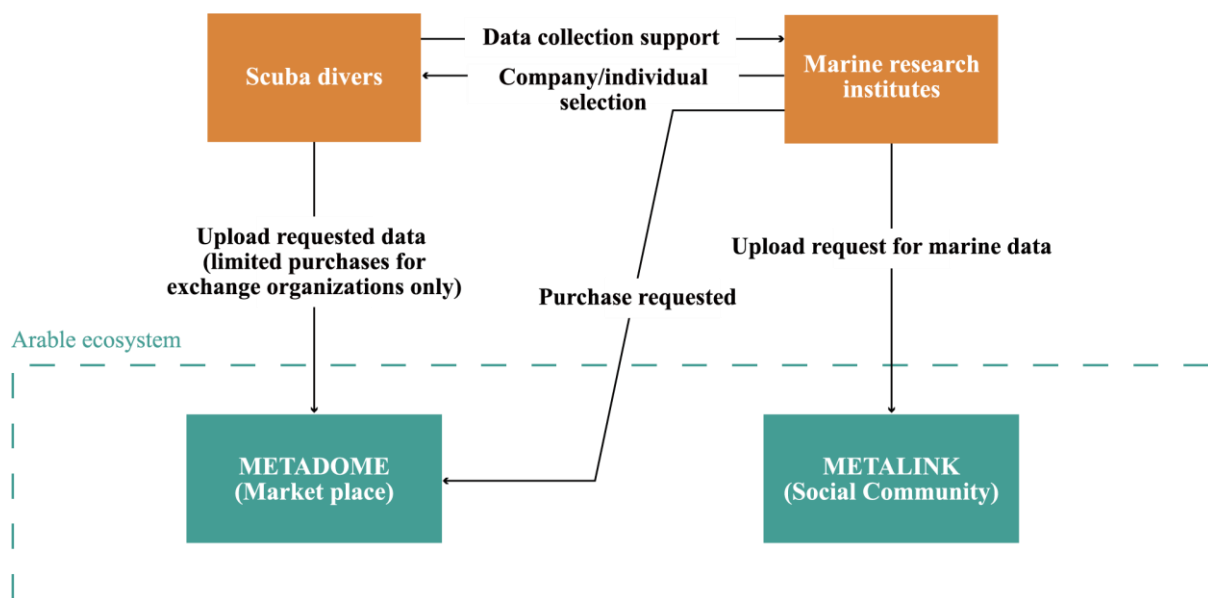 Scuba divers
Data collection support
Company/individual
selection
Marine research
institutes
Upload requested data
(limited purchases for
exchange organizations only)
Purchase requested
Upload request for marine data
Arable ecosystem
METADOME
(Market place)
METALINK
(Social Community)